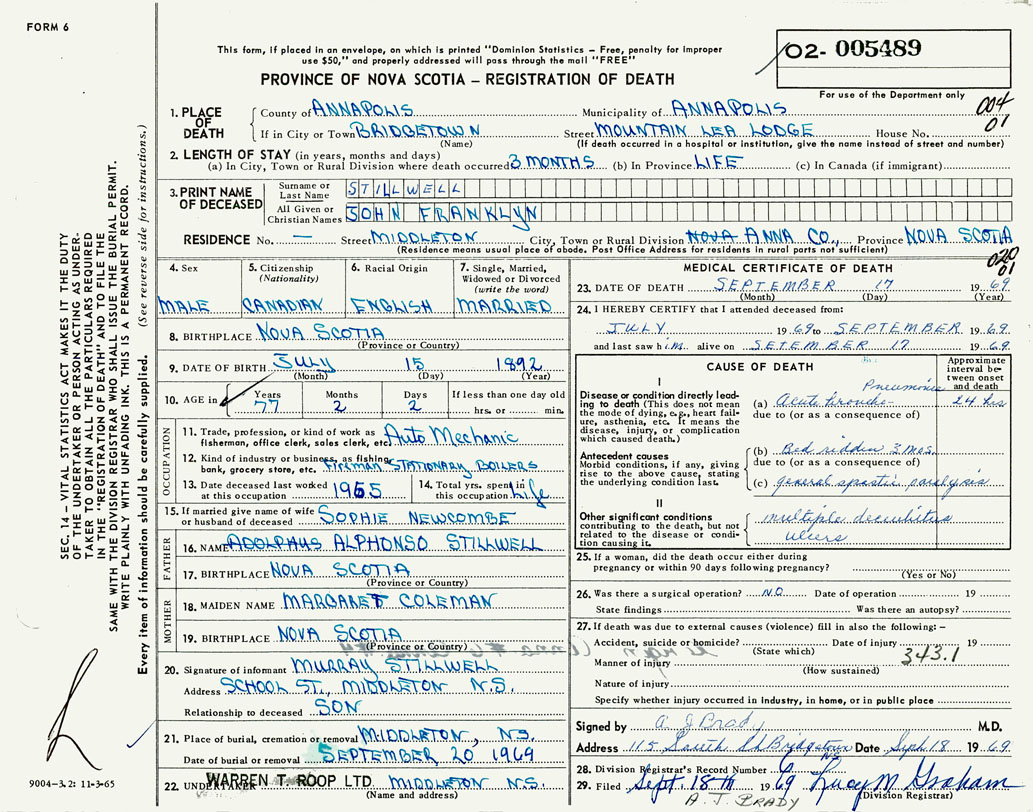 FORM 6
This form, if placed in an envelope, on which is printed "Dominion Statistics – Free, penalty for improper
use $50," and properly addressed will pass through the mail "FREE"
PROVINCE OF NOVA SCOTIA – REGISTRATION OF DEATH
02- 005489
For use of the Department only
004
01
1. PLACE OF DEATH
County of ANNAPOLIS Municipality of ANNAPOLIS
If in City or Town BRIDGETOWN Street MOUNTAIN LEA LODGE House No.
(Name) (If death occurred in a hospital or institution, give the name instead of street and number)
2. LENGTH OF STAY (in years, months and days)
(a) In City, Town or Rural Division where death occurred 3 MONTHS (b) In Province LIFE (c) In Canada (if immigrant)
3. PRINT NAME OF DECEASED
Surname or Last Name STILLWELL
All Given or Christian Names JOHN FRANKLYN
RESIDENCE No. — Street MIDDLETON City, Town or Rural Division NOVA ANNA CO., Province NOVA SCOTIA
(Residence means usual place of abode. Post Office Address for residents in rural parts not sufficient)
020
01
4. Sex
MALE
5. Citizenship
(Nationality)
CANADIAN
6. Racial Origin
ENGLISH
7. Single, Married,
Widowed or Divorced
(write the word)
MARRIED
8. BIRTHPLACE NOVA SCOTIA
(Province or Country)
9. DATE OF BIRTH JULY 15 1892
(Month) (Day) (Year)
10. AGE in
Years Months Days If less than one day old
77 2 2 hrs. or min.
OCCUPATION
11. Trade, profession, or kind of work as
fisherman, office clerk, sales clerk, etc. Auto Mechanic
12. Kind of industry or business, as fishing,
bank, grocery store, etc. Fireman STATIONARY BOILERS
13. Date deceased last worked
at this occupation 1965
14. Total yrs. spent in
this occupation Life
15. If married give name of wife
or husband of deceased SOPHIE NEWCOMBE
FATHER
16. NAME ADOLPHUS ALPHONSO STILLWELL
17. BIRTHPLACE NOVA SCOTIA
(Province or Country)
MOTHER
18. MAIDEN NAME MARGARET COLEMAN
19. BIRTHPLACE NOVA SCOTIA
(Province or Country)
20. Signature of informant MURRAY STILLWELL
Address SCHOOL ST., MIDDLETON N.S.
Relationship to deceased SON
21. Place of burial, cremation or removal MIDDLETON, N.S.
Date of burial or removal SEPTEMBER 20 1969
22. UNDERTAKER WARREN T. ROOP LTD MIDDLETON N.S.
(Name and address)
MEDICAL CERTIFICATE OF DEATH
23. DATE OF DEATH SEPTEMBER 17 1969
(Month) (Day) (Year)
24. I HEREBY CERTIFY that I attended deceased from:
JULY 1969 to SEPTEMBER 1969.
and last saw him alive on SETEMBER 17 1969.
CAUSE OF DEATH
Approximate
interval be-
tween onset
and death
I
Disease or condition directly lead-
ing to death (This does not mean
the mode of dying, e.g., heart fail-
ure, asthenia, etc. It means the
disease, injury, or complication
which caused death.)
Pneumonia
(a) Acute Broncho- 24 hrs
due to (or as a consequence of)
Antecedent causes
Morbid conditions, if any, giving
rise to the above cause, stating
the underlying condition last.
(b) Bed ridden 3 mos.
due to (or as a consequence of)
(c) general spastic paralysis
II
Other significant conditions
contributing to the death, but not
related to the disease or condi-
tion causing it.
multiple decubitus
ulcers
25. If a woman, did the death occur either during
pregnancy or within 90 days following pregnancy?
(Yes or No)
26. Was there a surgical operation? NO Date of operation 19
State findings Was there an autopsy?
27. If death was due to external causes (violence) fill in also the following:–
Accident, suicide or homicide? Date of injury 19
(State which)
343.1
Manner of injury
(How sustained)
Nature of injury
Specify whether injury occurred in industry, in home, or in public place
Signed by A J Brady M.D.
Address 115 South St Bridgetown NS Date Sept 18 1969.
28. Division Registrar's Record Number
29. Filed Sept. 18th 1969 Lucy M. Graham
A. J. BRADY (Division Registrar)
SEC. 14 – VITAL STATISTICS ACT MAKES IT THE DUTY
OF THE UNDERTAKER OR PERSON ACTING AS UNDER-
TAKER TO OBTAIN ALL THE PARTICULARS REQUIRED
IN THE "REGISTRATION OF DEATH" AND TO FILE THE
SAME WITH THE DIVISION REGISTRAR WHO SHALL ISSUE THE BURIAL PERMIT.
WRITE PLAINLY WITH UNFADING INK. THIS IS A PERMANENT RECORD.
Every item of information should be carefully supplied. (See reverse side for instructions.)
9004–3.2: 11-3-65